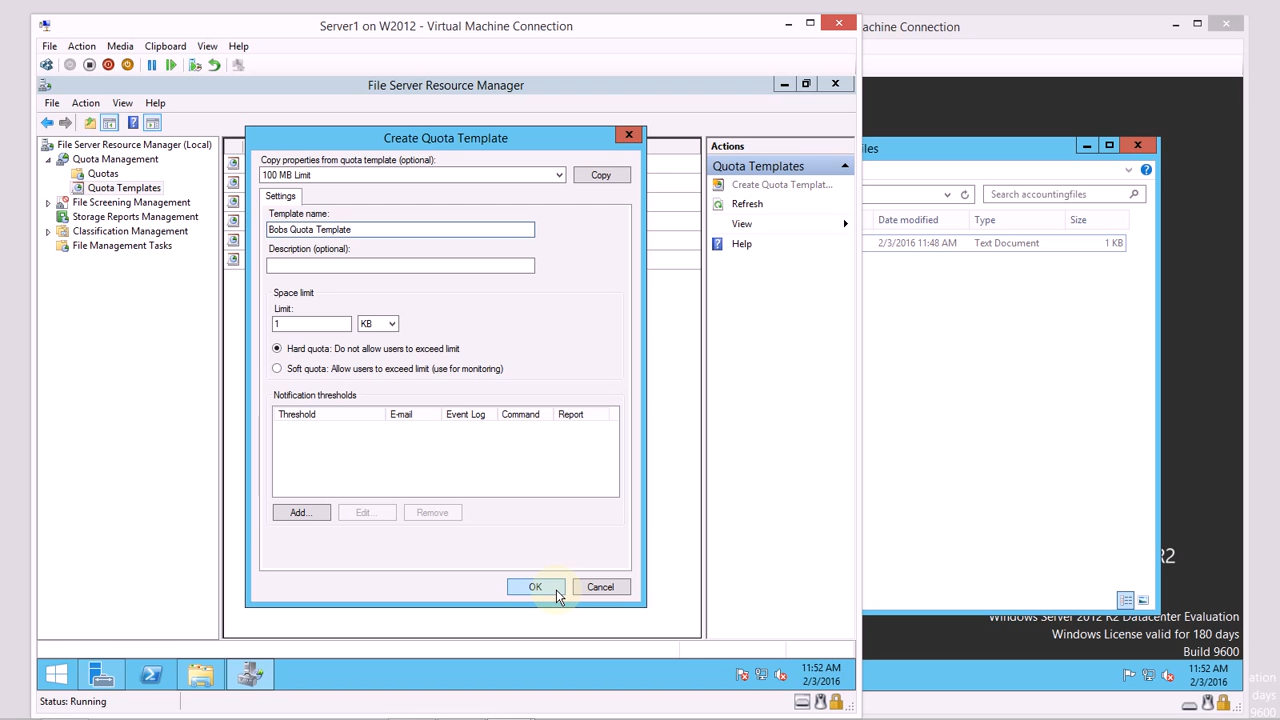 Server1 on W2012 - Virtual Machine Connection
achine Connection
File Action Media Clipboard View Help
File Server Resource Manager
File Action View Help
File Server Resource Manager (Local)
Quota Management
Quotas
Quota Templates
File Screening Management
Storage Reports Management
Classification Management
File Management Tasks
Create Quota Template
Copy properties from quota template (optional):
100 MB Limit
Copy
Settings
Template name:
Bobs Quota Template
Description (optional):
Space limit
Limit:
1 KB
Hard quota: Do not allow users to exceed limit
Soft quota: Allow users to exceed limit (use for monitoring)
Notification thresholds
Threshold E-mail Event Log Command Report
Add... Edit... Remove
OK Cancel
Actions
Quota Templates
Create Quota Templat...
Refresh
View
Help
les
Search accountingfiles
Date modified Type Size
2/3/2016 11:48 AM Text Document 1 KB
R2
Windows Server 2012 R2 Datacenter Evaluation
Windows License valid for 180 days
Build 9600
11:52 AM
2/3/2016
11:52 AM
2/3/2016
Status: Running
ation
days
9600